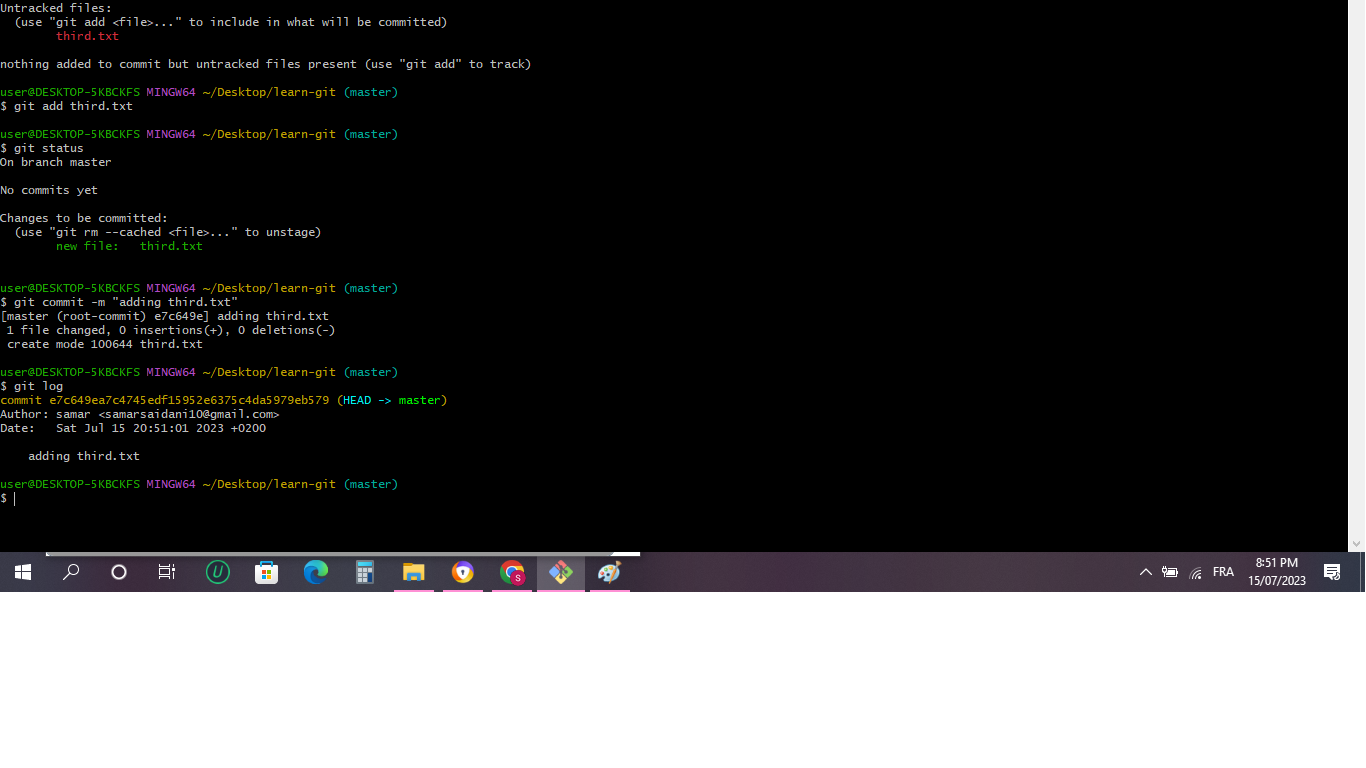 Untracked files:
  (use "git add <file>..." to include in what will be committed)
        third.txt

nothing added to commit but untracked files present (use "git add" to track)

user@DESKTOP-5KBCKFS MINGW64 ~/Desktop/learn-git (master)
$ git add third.txt

user@DESKTOP-5KBCKFS MINGW64 ~/Desktop/learn-git (master)
$ git status
On branch master

No commits yet

Changes to be committed:
  (use "git rm --cached <file>..." to unstage)
        new file:   third.txt


user@DESKTOP-5KBCKFS MINGW64 ~/Desktop/learn-git (master)
$ git commit -m "adding third.txt"
[master (root-commit) e7c649e] adding third.txt
 1 file changed, 0 insertions(+), 0 deletions(-)
 create mode 100644 third.txt

user@DESKTOP-5KBCKFS MINGW64 ~/Desktop/learn-git (master)
$ git log
commit e7c649ea7c4745edf15952e6375c4da5979eb579 (HEAD -> master)
Author: samar <samarsaidani10@gmail.com>
Date:   Sat Jul 15 20:51:01 2023 +0200

    adding third.txt

user@DESKTOP-5KBCKFS MINGW64 ~/Desktop/learn-git (master)
$
U
S
FRA
8:51 PM
15/07/2023